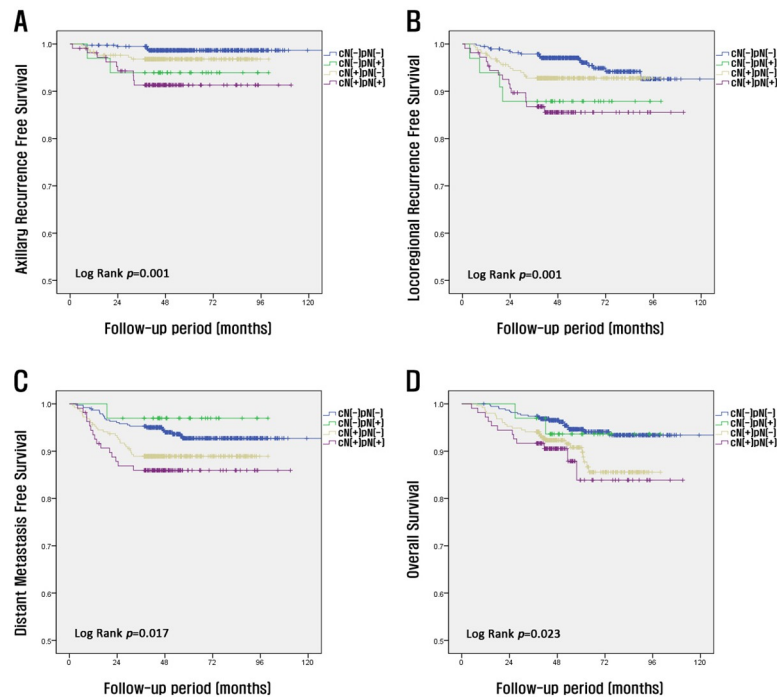 A
Axillary Recurrence Free Survival
1.0
0.9
0.8
0.7
0.6
0.5
cN(-)pN(-)
cN(-)pN(+)
cN(+)pN(-)
cN(+)pN(+)
Log Rank p=0.001
0 24 48 72 96 120
Follow-up period (months)
B
Locoregional Recurrence Free Survival
1.0
0.9
0.8
0.7
0.6
0.5
cN(-)pN(-)
cN(-)pN(+)
cN(+)pN(-)
cN(+)pN(+)
Log Rank p=0.001
0 24 48 72 96 120
Follow-up period (months)
C
Distant Metastasis Free Survival
1.0
0.9
0.8
0.7
0.6
0.5
cN(-)pN(-)
cN(-)pN(+)
cN(+)pN(-)
cN(+)pN(+)
Log Rank p=0.017
0 24 48 72 96 120
Follow-up period (months)
D
Overall Survival
1.0
0.9
0.8
0.7
0.6
0.5
cN(-)pN(-)
cN(-)pN(+)
cN(+)pN(-)
cN(+)pN(+)
Log Rank p=0.023
0 24 48 72 96 120
Follow-up period (months)